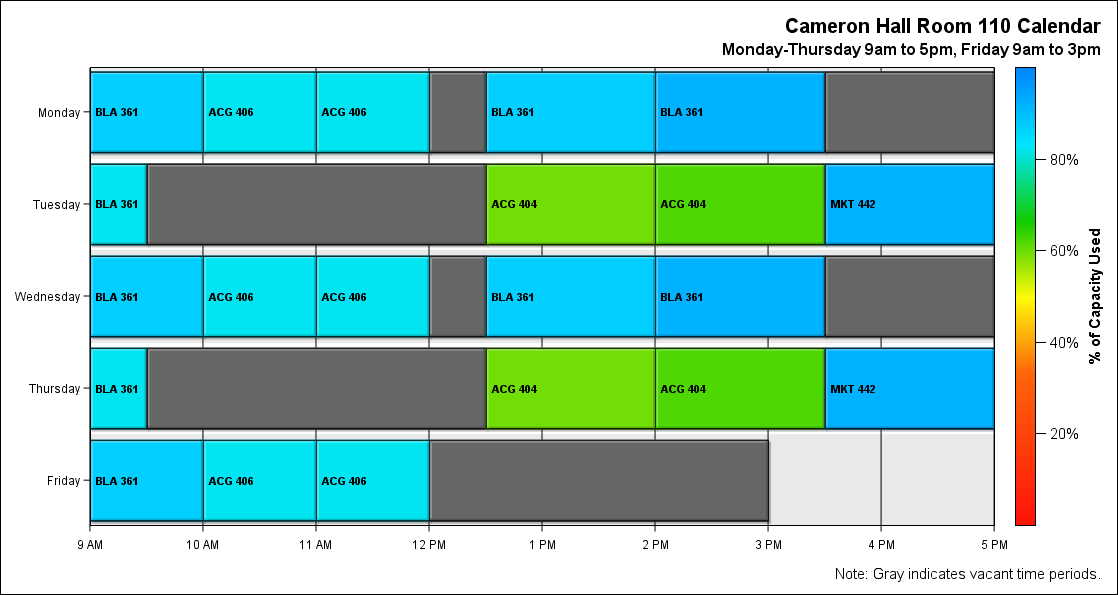 Cameron Hall Room 110 Calendar
Monday-Thursday 9am to 5pm, Friday 9am to 3pm
Monday BLA 361 ACG 406 ACG 406 BLA 361 BLA 361
Tuesday BLA 361 ACG 404 ACG 404 MKT 442
Wednesday BLA 361 ACG 406 ACG 406 BLA 361 BLA 361
Thursday BLA 361 ACG 404 ACG 404 MKT 442
Friday BLA 361 ACG 406 ACG 406
9 AM 10 AM 11 AM 12 PM 1 PM 2 PM 3 PM 4 PM 5 PM
80%
60%
40%
20%
% of Capacity Used
Note: Gray indicates vacant time periods.